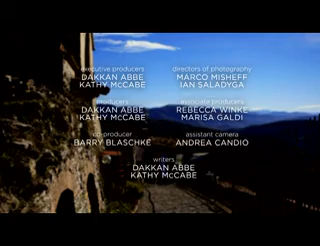 executive producers
DAKKAN ABBE
KATHY McCABE
directors of photography
MARCO MISHEFF
IAN SALADYGA
producers
DAKKAN ABBE
KATHY McCABE
associate producers
REBECCA WINKE
MARISA GALDI
co-producer
BARRY BLASCHKE
assistant camera
ANDREA CANDIO
writers
DAKKAN ABBE
KATHY McCABE